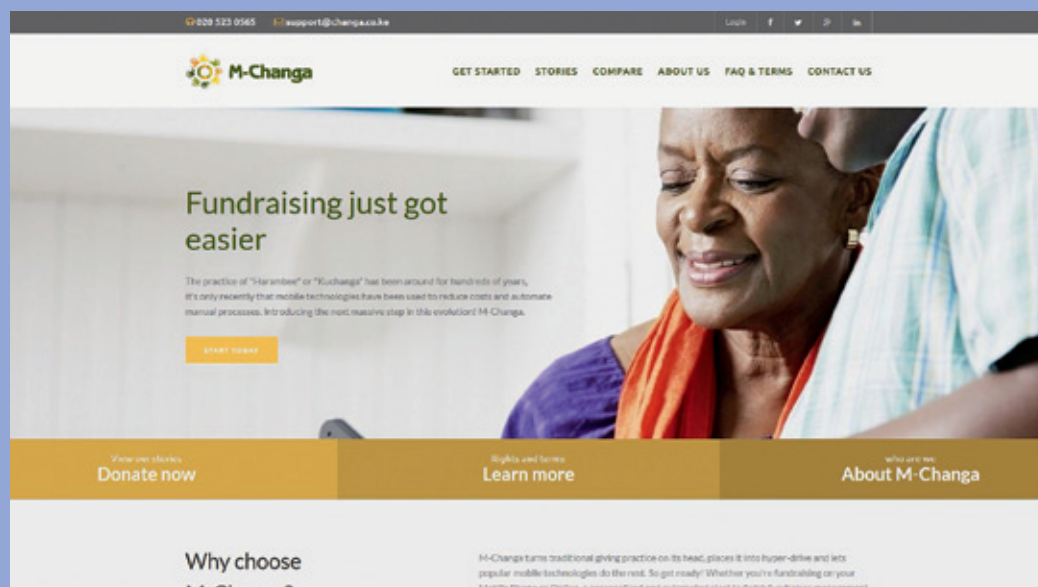 020 523 0565 support@changa.co.ke Login f in
M-Changa GET STARTED STORIES COMPARE ABOUT US FAQ & TERMS CONTACT US
Fundraising just got
easier
The practice of "Harambee" or "Kuchanga" has been around for hundreds of years,
it's only recently that mobile technologies have been used to reduce costs and automate
manual processes. Introducing the next massive step in this evolution! M-Changa.
START TODAY
View our stories
Donate now
Rights and terms
Learn more
who are we
About M-Changa
Why choose
M-Changa?
M-Changa turns traditional giving practice on its head, places it into hyper-drive and lets
popular mobile technologies do the rest. So get ready! Whether you're fundraising on your